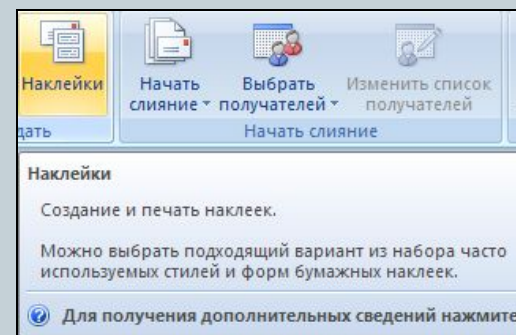 Наклейки
Начать слияние
Выбрать получателей
Изменить список получателей
дать
Начать слияние
Наклейки
Создание и печать наклеек.
Можно выбрать подходящий вариант из набора часто
используемых стилей и форм бумажных наклеек.
Для получения дополнительных сведений нажмите